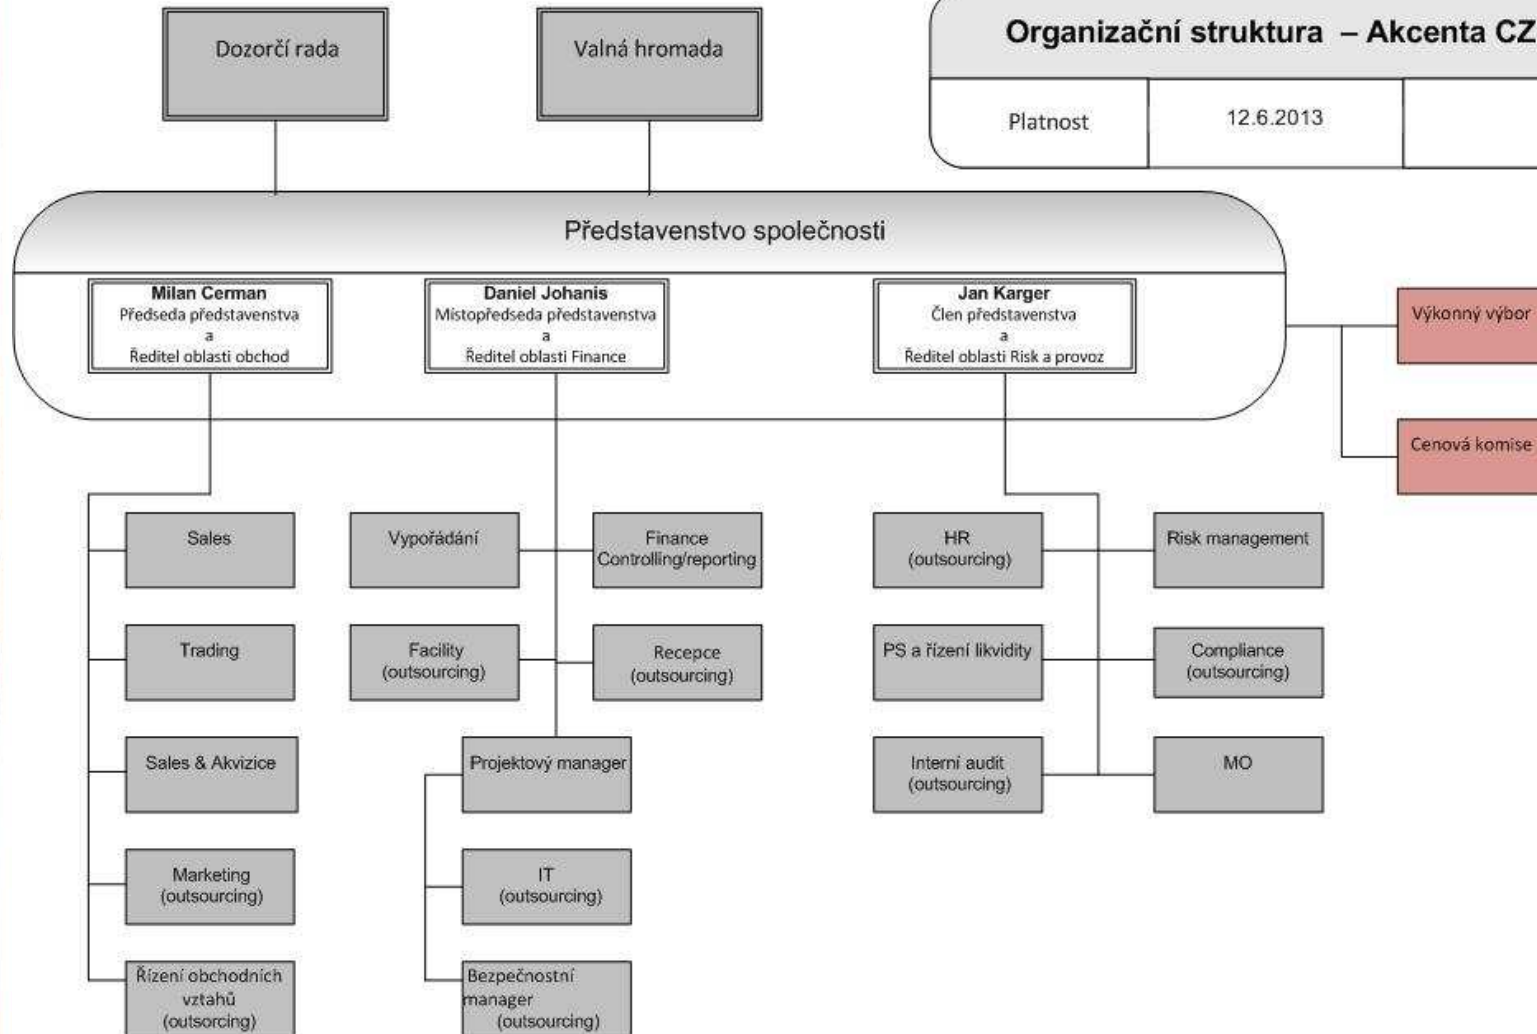 Dozorčí rada
Valná hromada
Organizační struktura – Akcenta CZ
Platnost
12.6.2013
Představenstvo společnosti
Milan Cerman
Předseda představenstva
a
Ředitel oblasti obchod
Daniel Johanis
Místopředseda představenstva
a
Ředitel oblasti Finance
Jan Karger
Člen představenstva
a
Ředitel oblasti Risk a provoz
Výkonný výbor
Cenová komise
Sales
Vypořádání
Finance
Controlling/reporting
HR
(outsourcing)
Risk management
Trading
Facility
(outsourcing)
Recepce
(outsourcing)
PS a řízení likvidity
Compliance
(outsourcing)
Sales & Akvizice
Projektový manager
Interní audit
(outsourcing)
MO
Marketing
(outsourcing)
IT
(outsourcing)
Řízení obchodních
vztahů
(outsorcing)
Bezpečnostní
manager
(outsourcing)